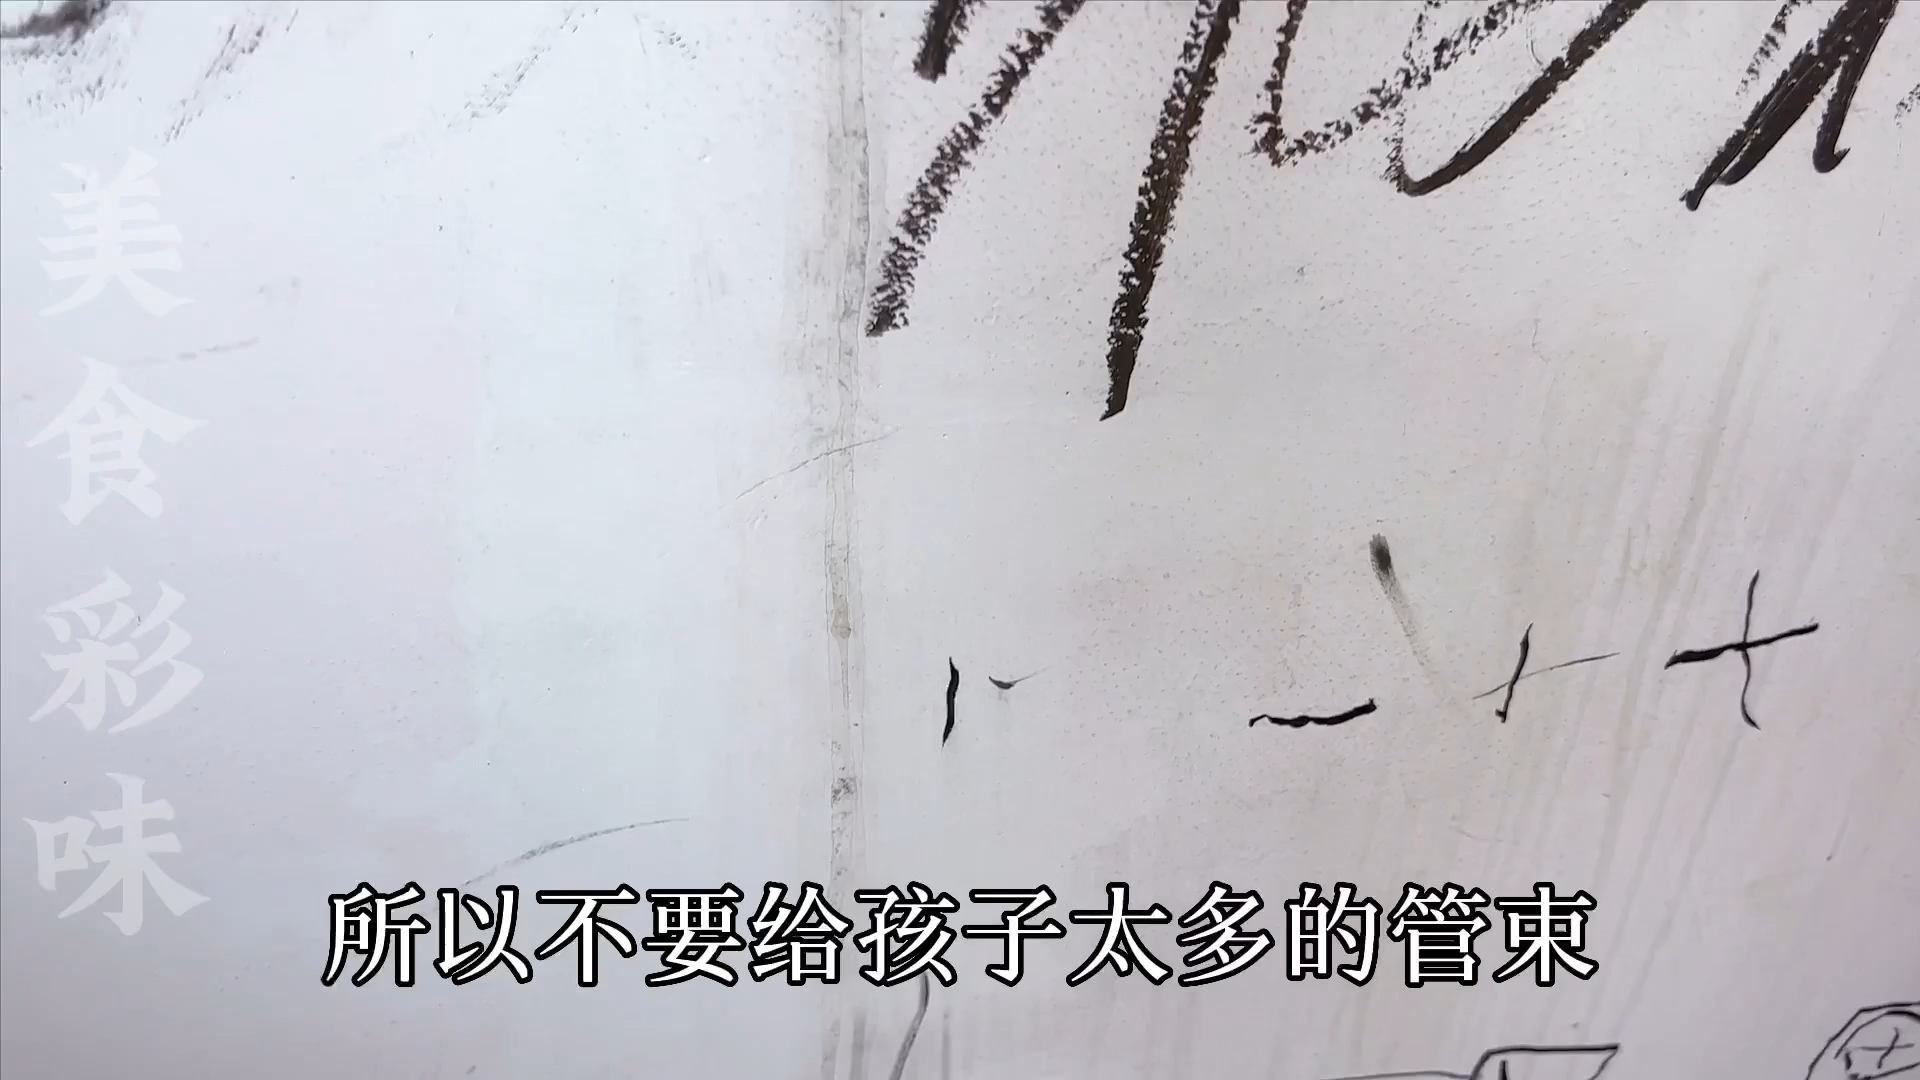 美食彩味
所以不要给孩子太多的管束